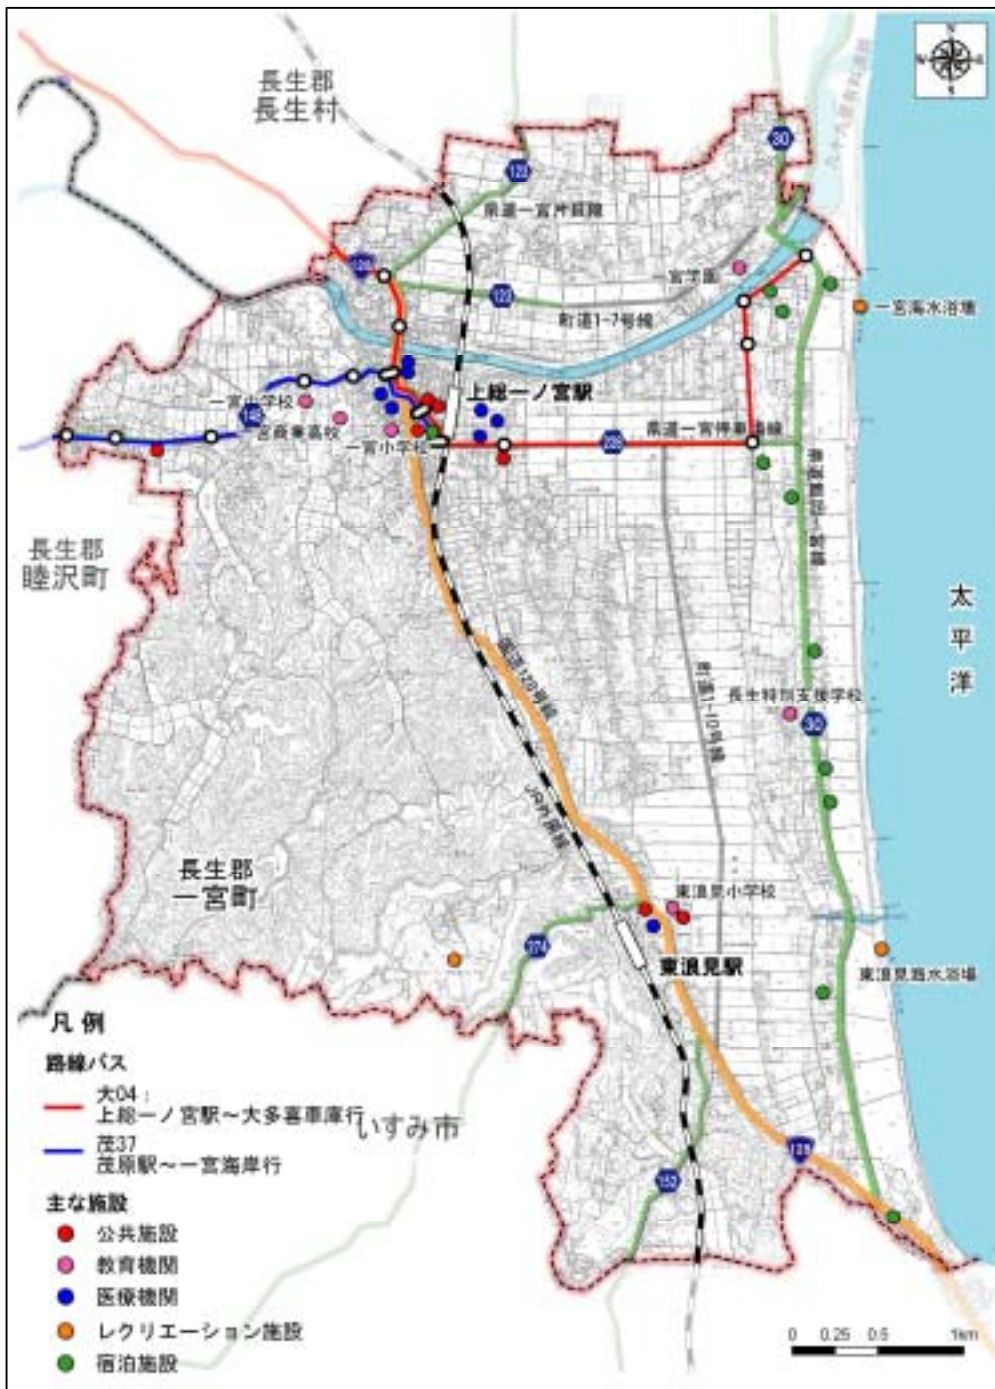 N
W
E
S
長生郡
長生村
30
123
県道一宮片貝線
128
一宮学園
123
町道1-7号線
一宮海水浴場
上総一ノ宮駅
一宮小学校
148
一宮商業高校
一宮小学校
県道一宮停車場線
228
長生郡
睦沢町
太平洋
国道128号線
町道1-10号線
長生特別支援学校
30
JR外房線
長生郡
一宮町
東浪見小学校
274
東浪見駅
東浪見海水浴場
凡 例
路線バス
大04:
上総一ノ宮駅～大多喜車庫行
いすみ市
茂37
茂原駅～一宮海岸行
128
152
主な施設
公共施設
教育機関
医療機関
レクリエーション施設
宿泊施設
0 0.25 0.5 1km